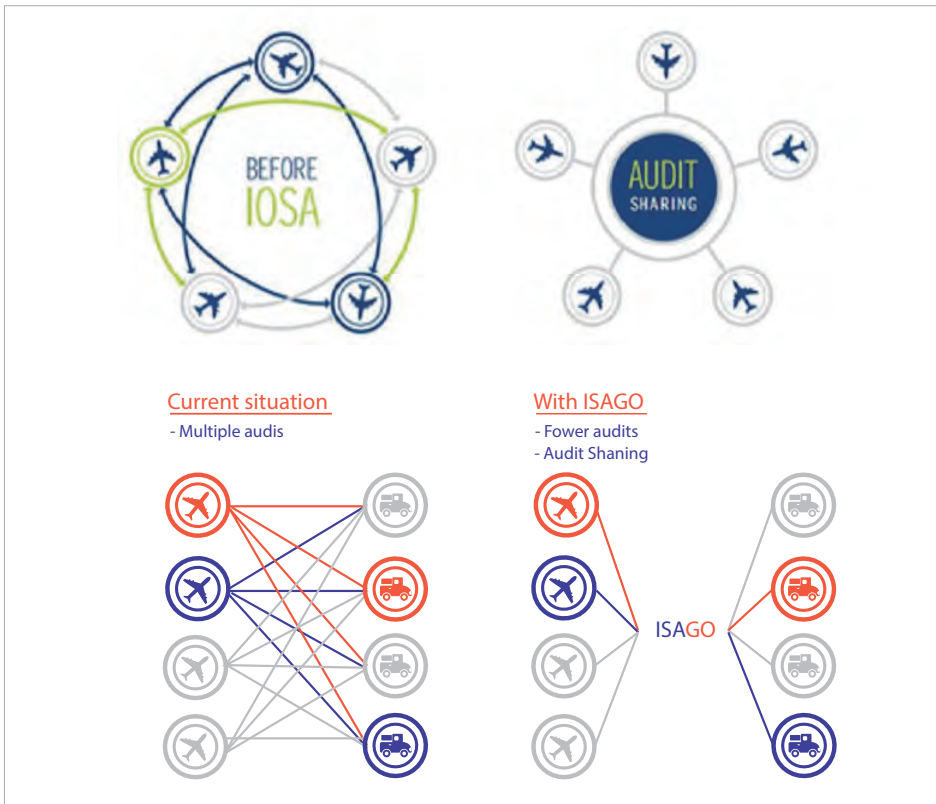 BEFORE
IOSA
AUDIT
SHARING
Current situation
- Multiple audis
With ISAGO
- Fower audits
- Audit Shaning
ISAGO